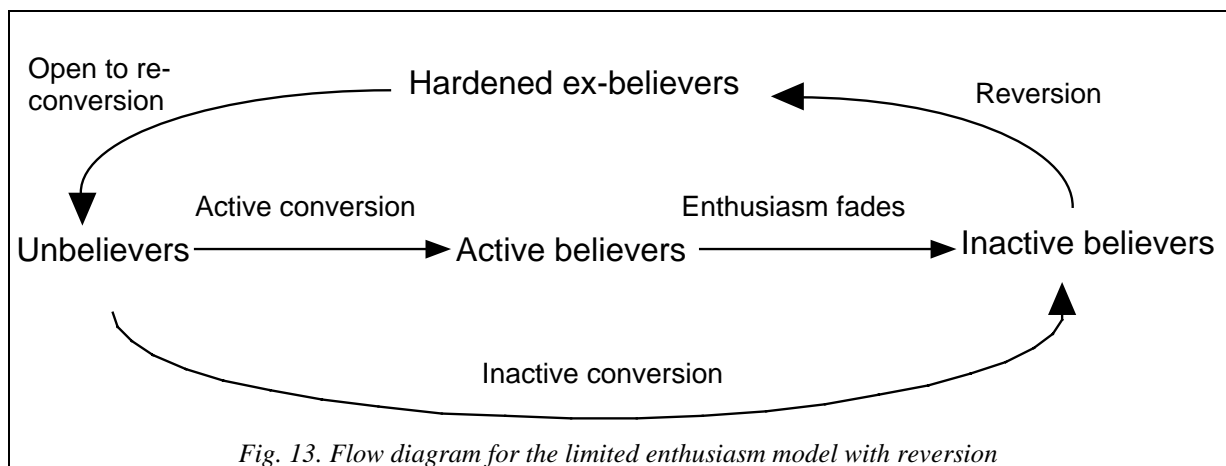 Open to re-
conversion
Hardened ex-believers
Reversion
Active conversion
Enthusiasm fades
Unbelievers
Active believers
Inactive believers
Inactive conversion
Fig. 13. Flow diagram for the limited enthusiasm model with reversion